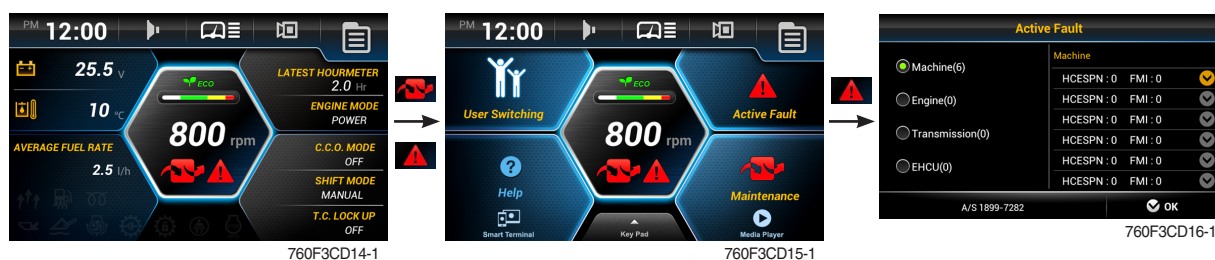 PM 12:00
25.5 V
10 °C
AVERAGE FUEL RATE
2.5 l/h
ECO
800 rpm
LATEST HOURMETER
2.0 Hr
ENGINE MODE
POWER
C.C.O. MODE
OFF
SHIFT MODE
MANUAL
T.C. LOCK UP
OFF
760F3CD14-1
PM 12:00
User Switching
ECO
800 rpm
Active Fault
?
Help
Smart Terminal
Key Pad
Maintenance
Media Player
760F3CD15-1
Active Fault
Machine(6)
Engine(0)
Transmission(0)
EHCU(0)
Machine
HCESPN : 0 FMI : 0
HCESPN : 0 FMI : 0
HCESPN : 0 FMI : 0
HCESPN : 0 FMI : 0
HCESPN : 0 FMI : 0
HCESPN : 0 FMI : 0
A/S 1899-7282
OK
760F3CD16-1